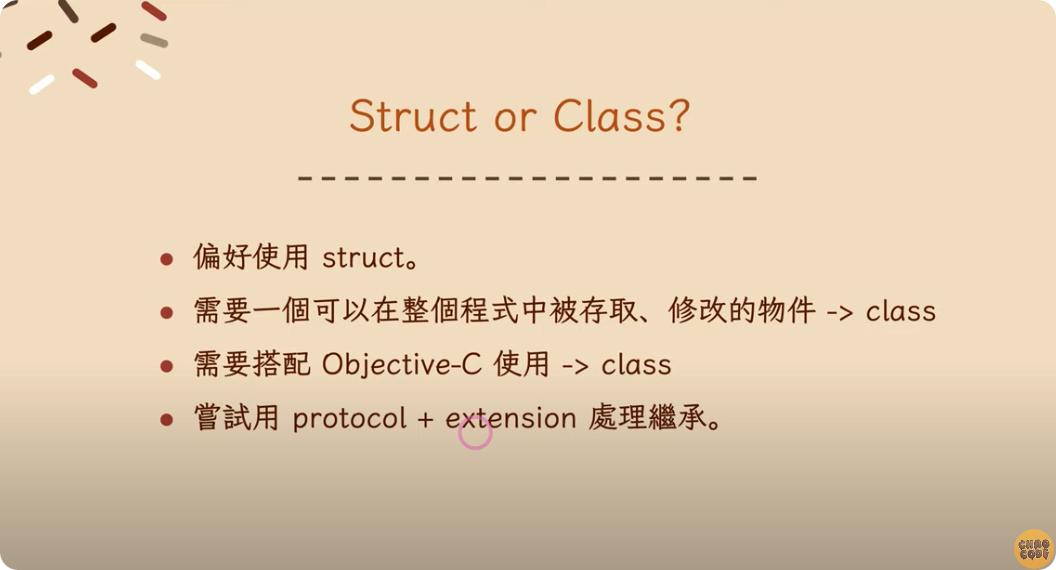 Struct or Class?
偏好使用 struct。
需要一個可以在整個程式中被存取、修改的物件 -> class
需要搭配 Objective-C 使用 -> class
嘗試用 protocol + extension 處理繼承。
CHAO
CODE